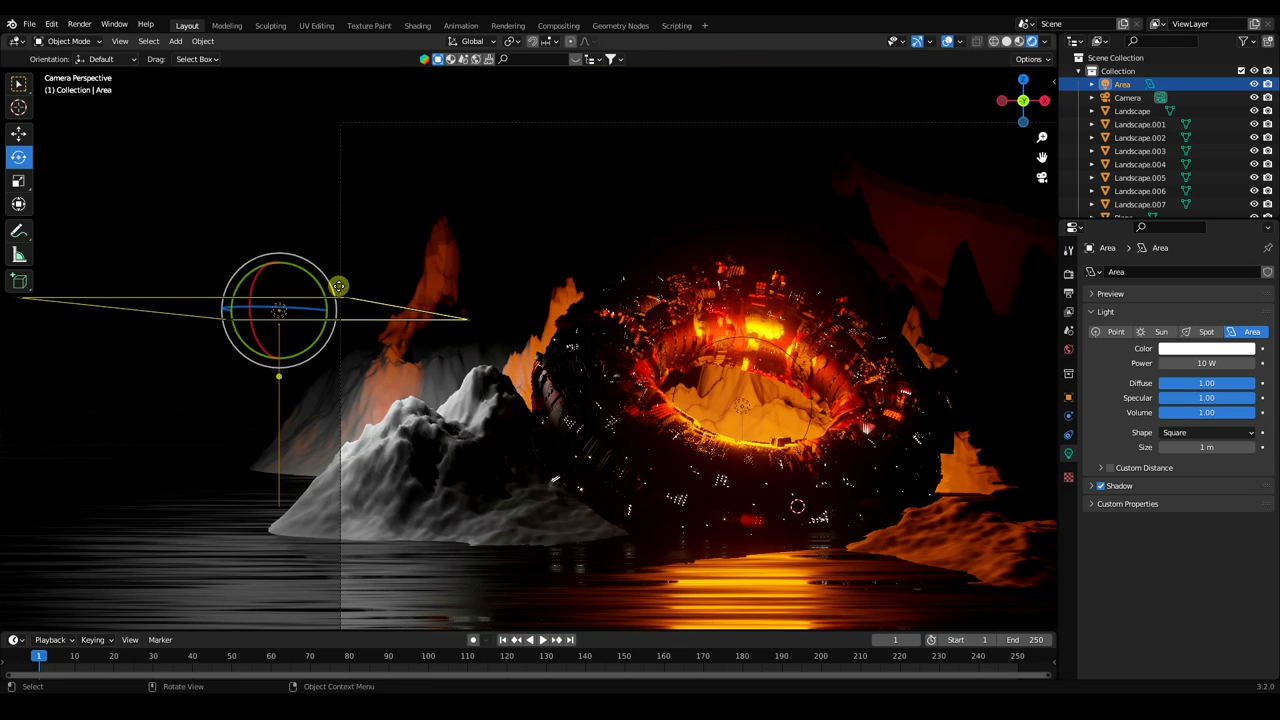 File Edit Render Window Help Layout Modeling Sculpting UV Editing Texture Paint Shading Animation Rendering Compositing Geometry Nodes Scripting + Scene ViewLayer
Object Mode View Select Add Object Global
Orientation: Default Drag: Select Box Options
Camera Perspective
(1) Collection | Area
Scene Collection
Collection
Area
Camera
Landscape
Landscape.001
Landscape.002
Landscape.003
Landscape.004
Landscape.005
Landscape.006
Landscape.007
X
Y
Z
Area > Area
Area
Preview
Light
Point Sun Spot Area
Color
Power 10 W
Diffuse 1.00
Specular 1.00
Volume 1.00
Shape Square
Size 1 m
Custom Distance
Shadow
Custom Properties
Playback Keying View Marker 1 Start 1 End 250
1 10 20 30 40 50 60 70 80 90 100 110 120 130 140 150 160 170 180 190 200 210 220 230 240 250
Select Rotate View Object Context Menu 3.2.0